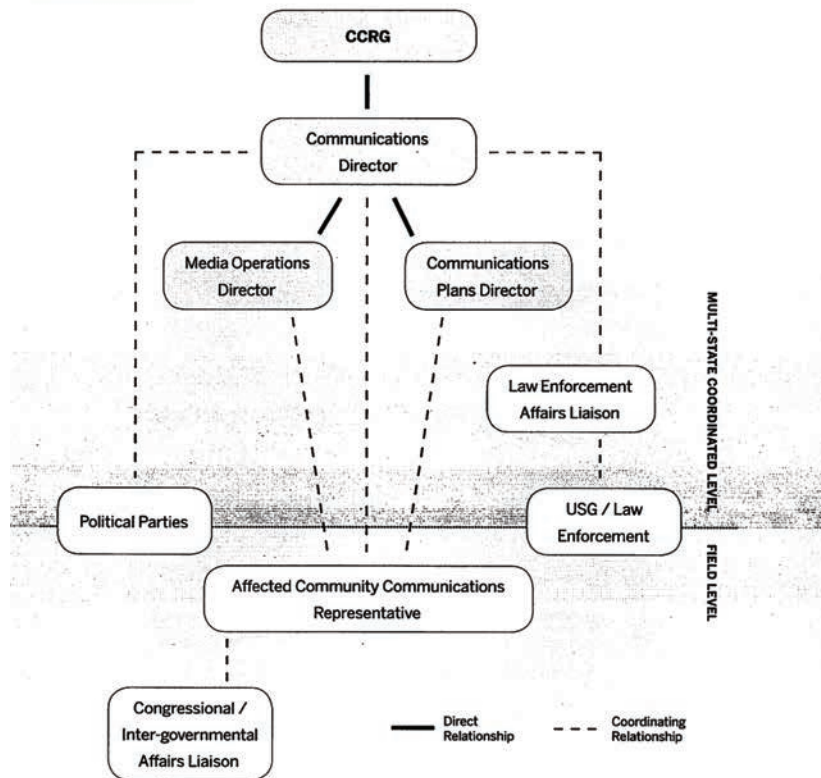 CCRG
Communications
Director
Media Operations
Director
Communications
Plans Director
Law Enforcement
Affairs Liaison
MULTI-STATE COORDINATED LEVEL
Political Parties
USG / Law
Enforcement
FIELD LEVEL
Affected Community Communications
Representative
Congressional /
Inter-governmental
Affairs Liaison
Direct
Relationship
Coordinating
Relationship